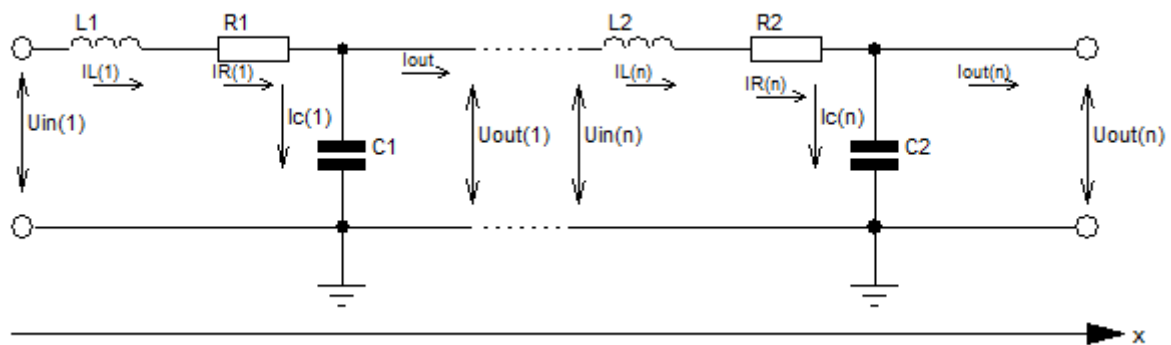 L1 R1 L2 R2
IL(1) IR(1) Iout IL(n) IR(n) Iout(n)
Uin(1) Ic(1) C1 Uout(1) Uin(n) Ic(n) C2 Uout(n)
x